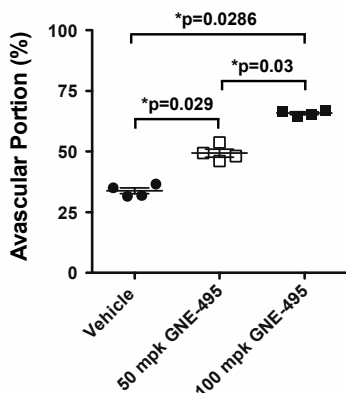 *p=0.0286
*p=0.03
*p=0.029
Avascular Portion (%)
100
75
50
25
0
Vehicle
50 mpk GNE-495
100 mpk GNE-495